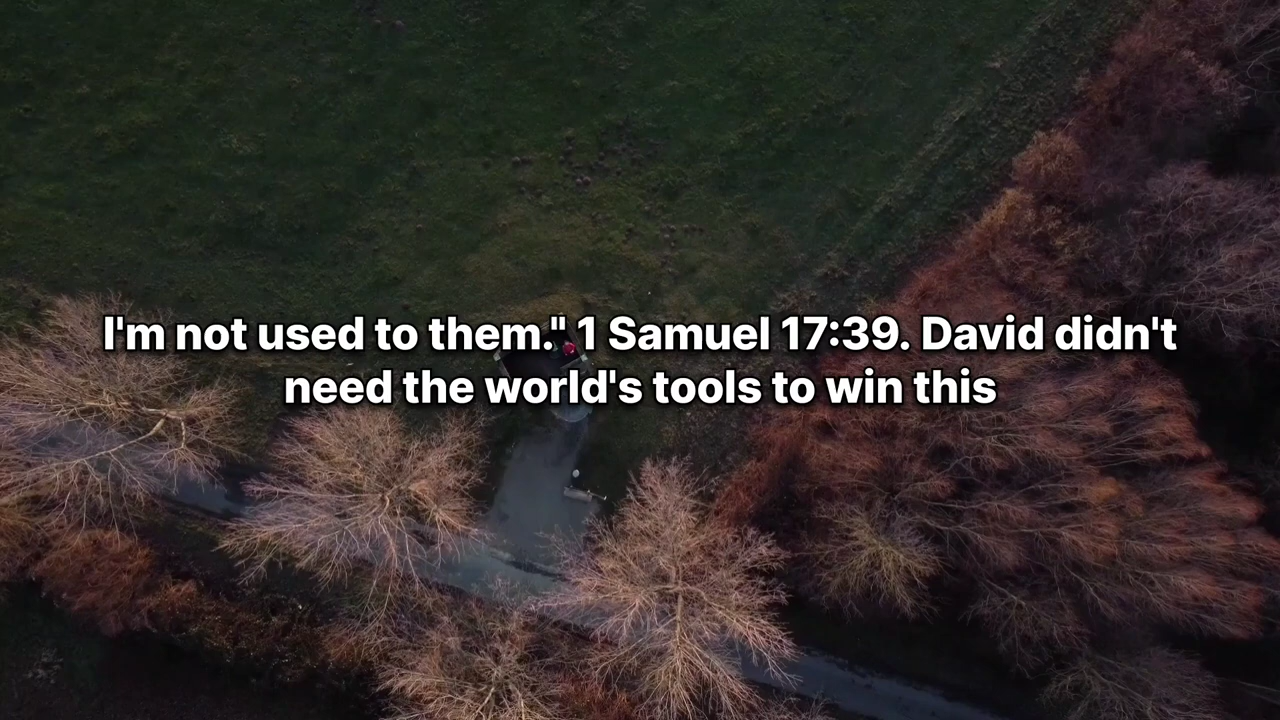 I'm not used to them." 1 Samuel 17:39. David didn't
need the world's tools to win this